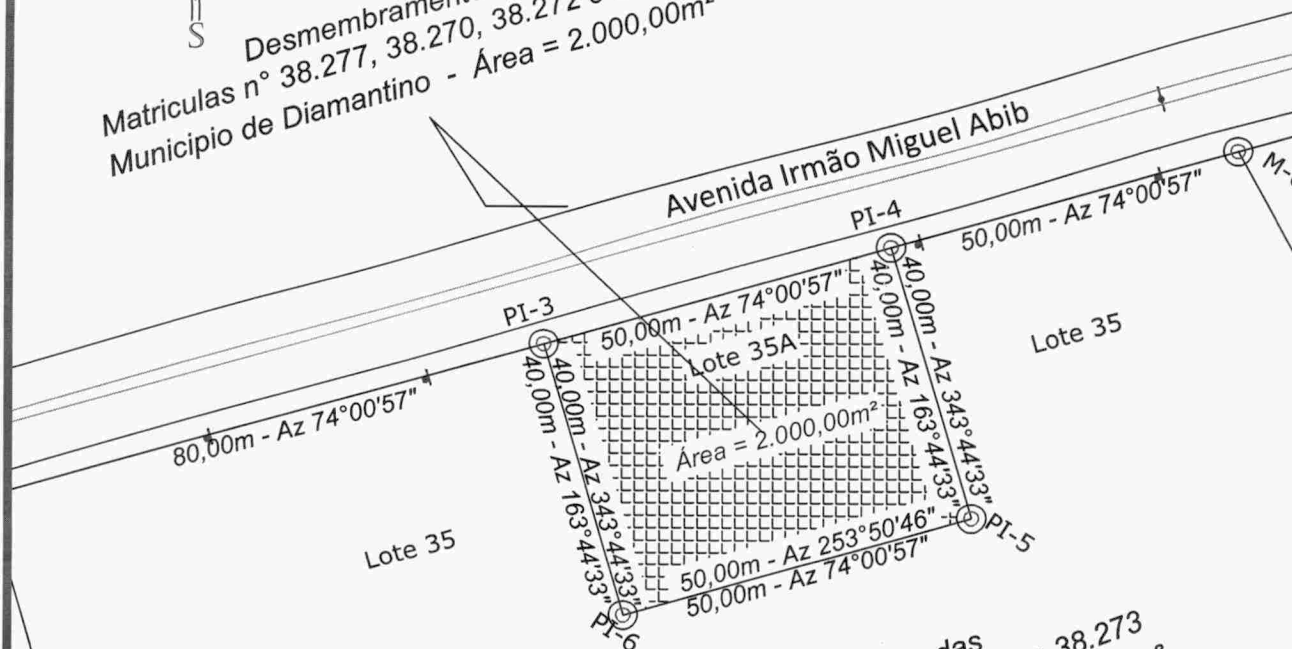 S
Desmembrament
Matriculas n° 38.277, 38.270, 38.272
Municipio de Diamantino - Área = 2.000,00m²
Avenida Irmão Miguel Abib
PI-4
50,00m - Az 74°00'57"
M-
PI-3
50,00m - Az 74°00'57"
Lote 35A
40,00m - Az 163°44'33"
40,00m - Az 343°44'33"
Lote 35
80,00m - Az 74°00'57"
Área = 2.000,00m²
40,00m - Az 163°44'33"
40,00m - Az 343°44'33"
Lote 35
50,00m - Az 253°50'46"
50,00m - Az 74°00'57"
PI-5
PI-6
das
38.273